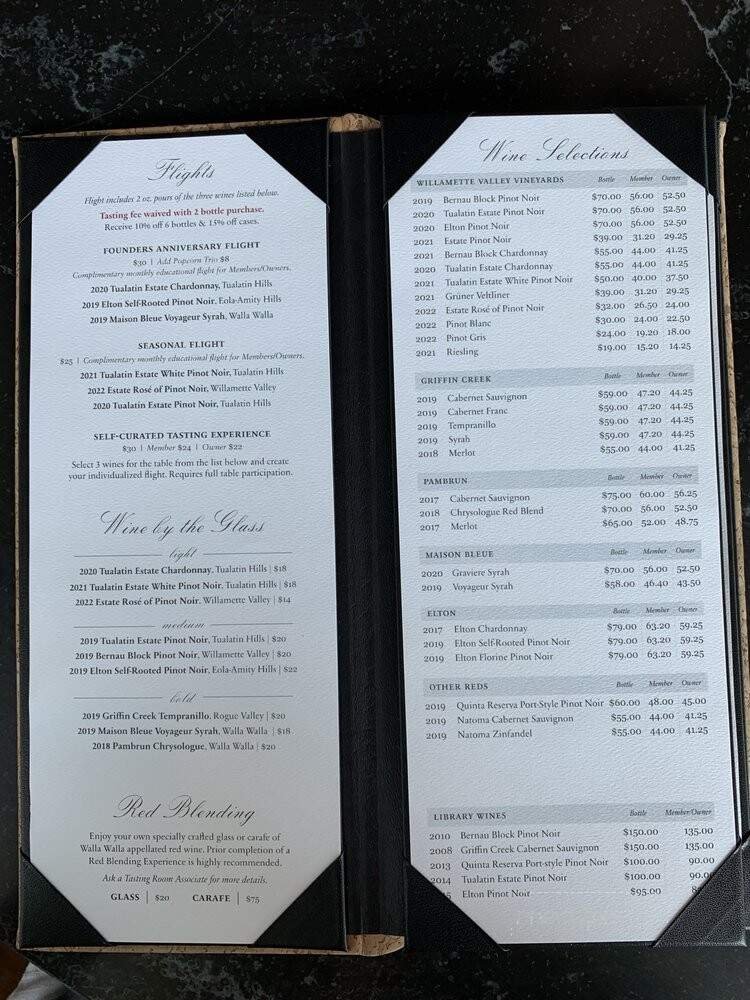 Flights
Flight includes 2 oz. pours of the three wines listed below.
Tasting fee waived with 2 bottle purchase.
Receive 10% off 6 bottles & 15% off cases.
FOUNDERS ANNIVERSARY FLIGHT
$30 | Add Popcorn Trio $8
Complimentary monthly educational flight for Members/Owners.
2020 Tualatin Estate Chardonnay, Tualatin Hills
2019 Elton Self-Rooted Pinot Noir, Eola-Amity Hills
2019 Maison Bleue Voyageur Syrah, Walla Walla
SEASONAL FLIGHT
$25 | Complimentary monthly educational flight for Members/Owners.
2021 Tualatin Estate White Pinot Noir, Tualatin Hills
2022 Estate Rosé of Pinot Noir, Willamette Valley
2020 Tualatin Estate Pinot Noir, Tualatin Hills
SELF-CURATED TASTING EXPERIENCE
$30 | Member $24 | Owner $22
Select 3 wines for the table from the list below and create
your individualized flight. Requires full table participation.
Wine by the Glass
light
2020 Tualatin Estate Chardonnay, Tualatin Hills | $18
2021 Tualatin Estate White Pinot Noir, Tualatin Hills | $18
2022 Estate Rosé of Pinot Noir, Willamette Valley | $14
medium
2019 Tualatin Estate Pinot Noir, Tualatin Hills | $20
2019 Bernau Block Pinot Noir, Willamette Valley | $20
2019 Elton Self-Rooted Pinot Noir, Eola-Amity Hills | $22
bold
2019 Griffin Creek Tempranillo, Rogue Valley | $20
2019 Maison Bleue Voyageur Syrah, Walla Walla | $18
2018 Pambrun Chrysologue, Walla Walla | $20
Red Blending
Enjoy your own specially crafted glass or carafe of
Walla Walla appellated red wine. Prior completion of a
Red Blending Experience is highly recommended.
Ask a Tasting Room Associate for more details.
GLASS | $20 CARAFE | $75
Wine Selections
WILLAMETTE VALLEY VINEYARDS Bottle Member Owner
2019 Bernau Block Pinot Noir $70.00 56.00 52.50
2020 Tualatin Estate Pinot Noir $70.00 56.00 52.50
2020 Elton Pinot Noir $70.00 56.00 52.50
2021 Estate Pinot Noir $39.00 31.20 29.25
2021 Bernau Block Chardonnay $55.00 44.00 41.25
2020 Tualatin Estate Chardonnay $55.00 44.00 41.25
2021 Tualatin Estate White Pinot Noir $50.00 40.00 37.50
2021 Grüner Veltliner $39.00 31.20 29.25
2022 Estate Rosé of Pinot Noir $32.00 26.50 24.00
2022 Pinot Blanc $30.00 24.00 22.50
2022 Pinot Gris $24.00 19.20 18.00
2021 Riesling $19.00 15.20 14.25
GRIFFIN CREEK Bottle Member Owner
2019 Cabernet Sauvignon $59.00 47.20 44.25
2019 Cabernet Franc $59.00 47.20 44.25
2019 Tempranillo $59.00 47.20 44.25
2019 Syrah $59.00 47.20 44.25
2018 Merlot $55.00 44.00 41.25
PAMBRUN Bottle Member Owner
2017 Cabernet Sauvignon $75.00 60.00 56.25
2018 Chrysologue Red Blend $70.00 56.00 52.50
2017 Merlot $65.00 52.00 48.75
MAISON BLEUE Bottle Member Owner
2020 Graviere Syrah $70.00 56.00 52.50
2019 Voyageur Syrah $58.00 46.40 43.50
ELTON Bottle Member Owner
2017 Elton Chardonnay $79.00 63.20 59.25
2019 Elton Self-Rooted Pinot Noir $79.00 63.20 59.25
2019 Elton Florine Pinot Noir $79.00 63.20 59.25
OTHER REDS Bottle Member Owner
2019 Quinta Reserva Port-Style Pinot Noir $60.00 48.00 45.00
2019 Natoma Cabernet Sauvignon $55.00 44.00 41.25
2019 Natoma Zinfandel $55.00 44.00 41.25
LIBRARY WINES Bottle Member/Owner
2010 Bernau Block Pinot Noir $150.00 135.00
2008 Griffin Creek Cabernet Sauvignon $150.00 135.00
2013 Quinta Reserva Port-style Pinot Noir $100.00 90.00
2014 Tualatin Estate Pinot Noir $100.00 90.0
Elton Pinot Noir $95.00